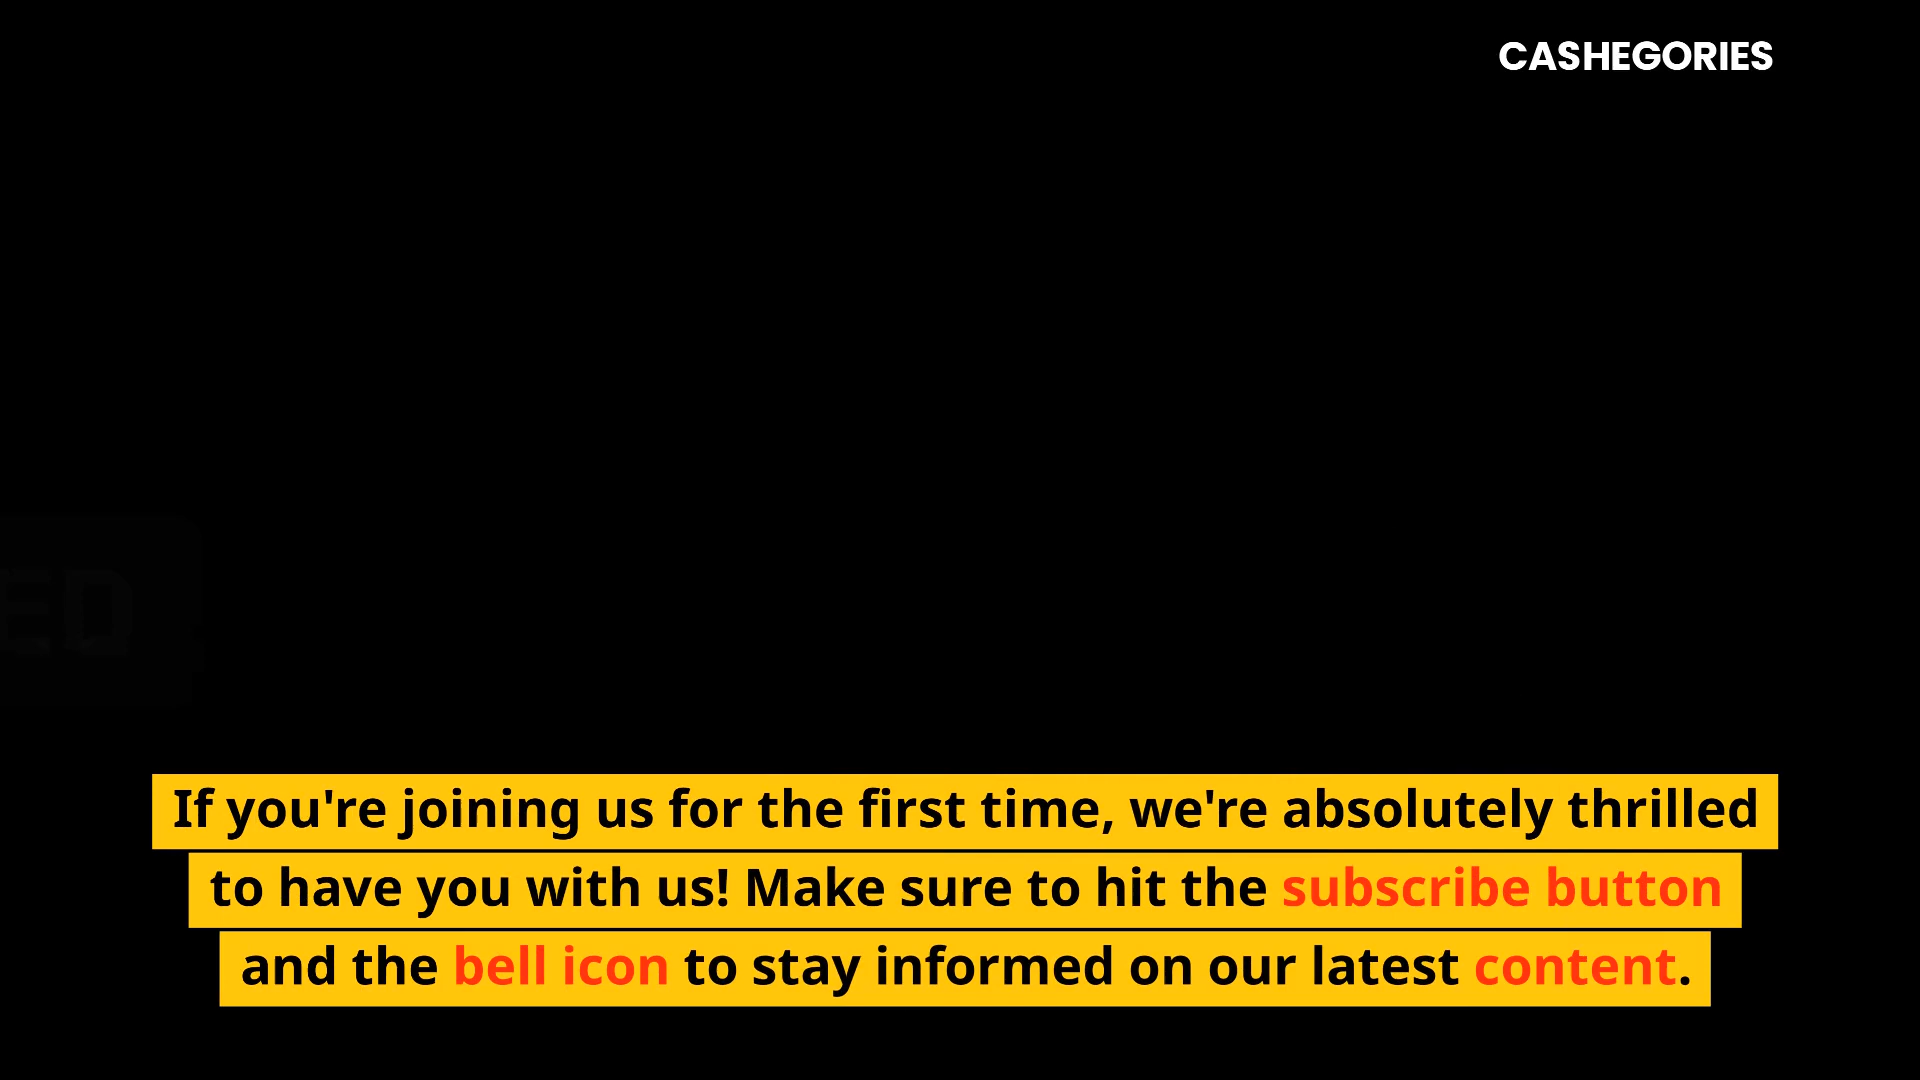 CASHEGORIES
If you're joining us for the first time, we're absolutely thrilled
to have you with us! Make sure to hit the subscribe button
and the bell icon to stay informed on our latest content.